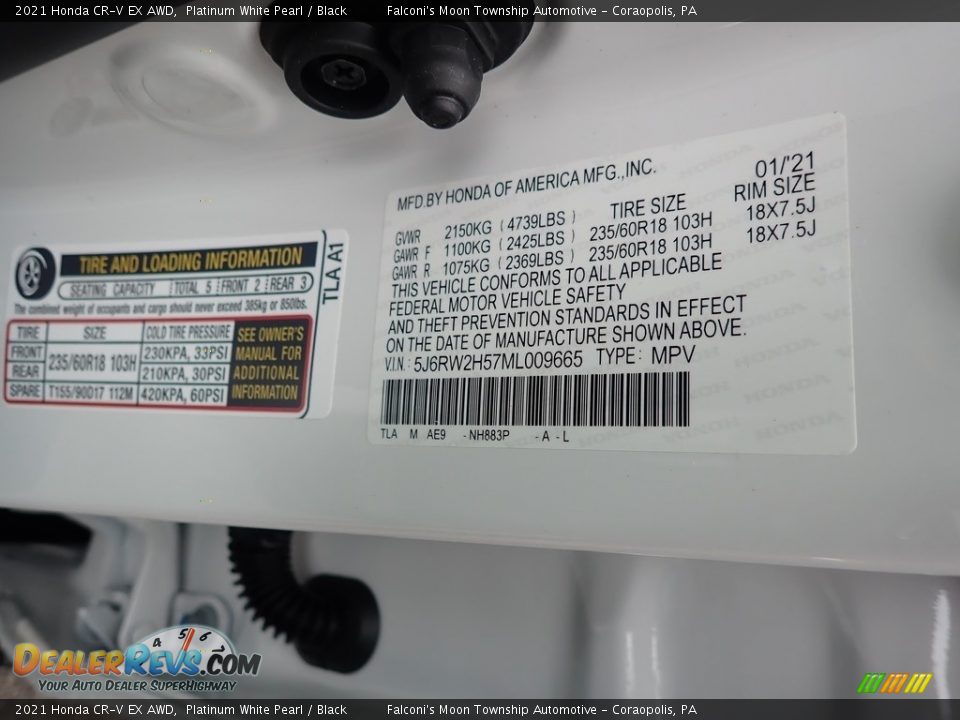 2021 Honda CR-V EX AWD, Platinum White Pearl / Black Falconi's Moon Township Automotive - Coraopolis, PA
TIRE AND LOADING INFORMATION
SEATING CAPACITY TOTAL 5 FRONT 2 REAR 3
The combined weight of occupants and cargo should never exceed 385kg or 850lbs.
TIRE SIZE COLD TIRE PRESSURE
FRONT 235/60R18 103H 230KPA, 33PSI
REAR 210KPA, 30PSI
SPARE T155/90D17 112M 420KPA, 60PSI
SEE OWNER'S
MANUAL FOR
ADDITIONAL
INFORMATION
TLA A1
MFD.BY HONDA OF AMERICA MFG.,INC. 01/'21
TIRE SIZE RIM SIZE
GVWR 2150KG ( 4739LBS )
GAWR F 1100KG ( 2425LBS ) 235/60R18 103H 18X7.5J
GAWR R 1075KG ( 2369LBS ) 235/60R18 103H 18X7.5J
THIS VEHICLE CONFORMS TO ALL APPLICABLE
FEDERAL MOTOR VEHICLE SAFETY
AND THEFT PREVENTION STANDARDS IN EFFECT
ON THE DATE OF MANUFACTURE SHOWN ABOVE.
V.I.N.: 5J6RW2H57ML009665 TYPE: MPV
TLA M AE9 -NH883P -A -L
4 5 6
DEALERREVS.COM
YOUR AUTO DEALER SUPERHIGHWAY
2021 Honda CR-V EX AWD, Platinum White Pearl / Black Falconi's Moon Township Automotive - Coraopolis, PA